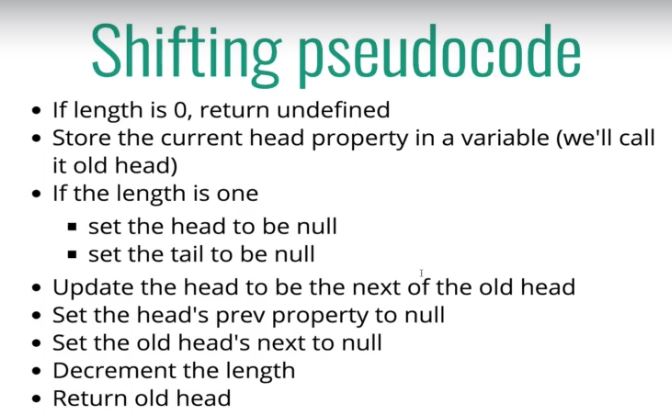 Shifting pseudocode
• If length is 0, return undefined
• Store the current head property in a variable (we'll call
it old head)
• If the length is one
▪ set the head to be null
▪ set the tail to be null
• Update the head to be the next of the old head
• Set the head's prev property to null
• Set the old head's next to null
• Decrement the length
• Return old head